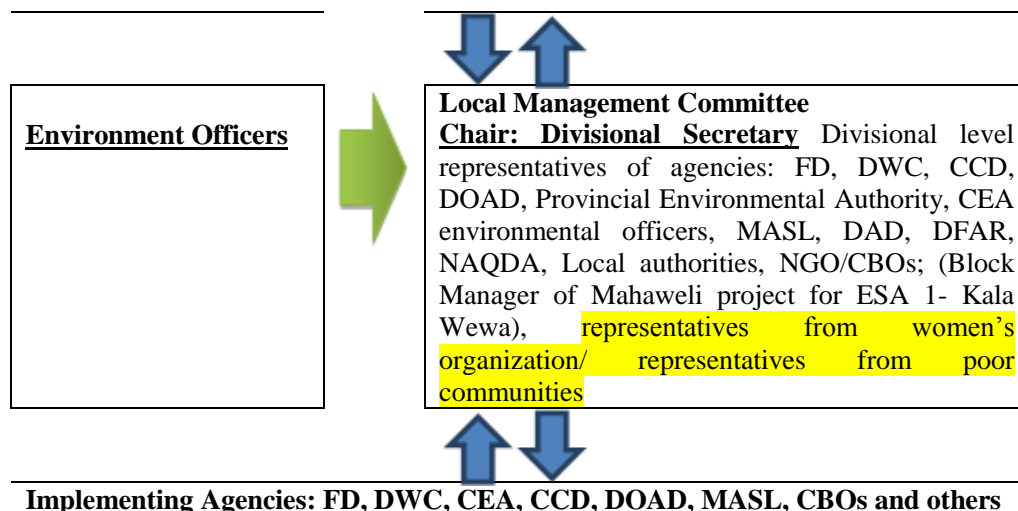 Environment Officers
Local Management Committee
Chair: Divisional Secretary Divisional level
representatives of agencies: FD, DWC, CCD,
DOAD, Provincial Environmental Authority, CEA
environmental officers, MASL, DAD, DFAR,
NAQDA, Local authorities, NGO/CBOs; (Block
Manager of Mahaweli project for ESA 1- Kala
Wewa), representatives from women’s
organization/ representatives from poor
communities
Implementing Agencies: FD, DWC, CEA, CCD, DOAD, MASL, CBOs and others